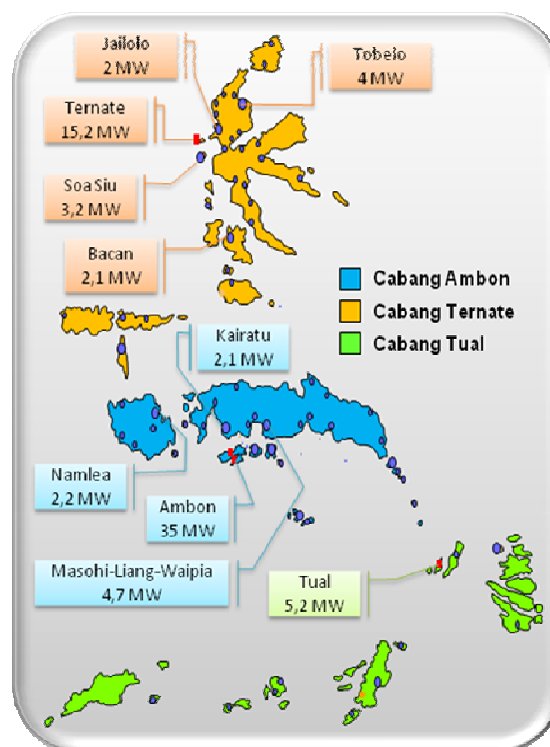 Jailolo
2 MW
Tobelo
4 MW
Ternate
15,2 MW
Soa Siu
3,2 MW
Bacan
2,1 MW
Cabang Ambon
Cabang Ternate
Cabang Tual
Kairatu
2,1 MW
Namlea
2,2 MW
Ambon
35 MW
Masohi-Liang-Waipia
4,7 MW
Tual
5,2 MW